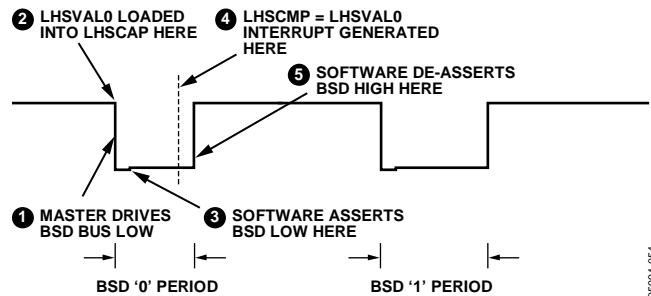 2 LHSVAL0 LOADED
INTO LHSCAP HERE
4 LHSCMP = LHSVAL0
INTERRUPT GENERATED
HERE
5 SOFTWARE DE-ASSERTS
BSD HIGH HERE
1 MASTER DRIVES
BSD BUS LOW
3 SOFTWARE ASSERTS
BSD LOW HERE
BSD '0' PERIOD
BSD '1' PERIOD